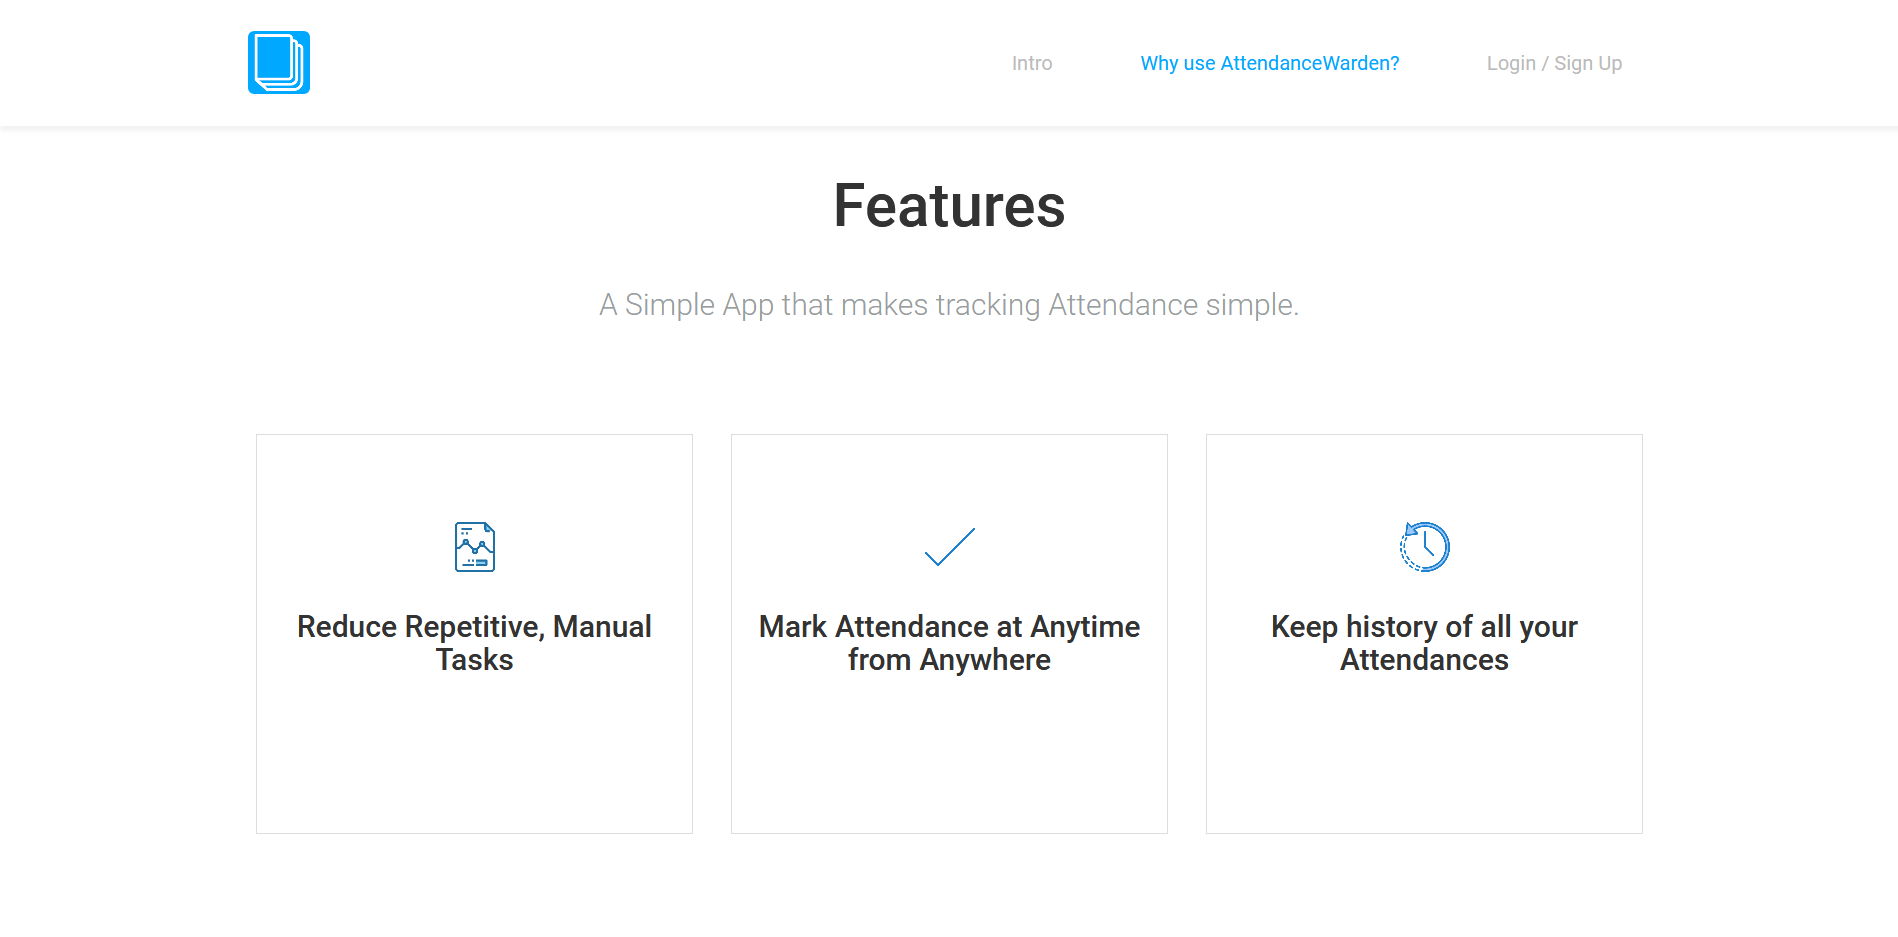 Intro
Why use AttendanceWarden?
Login / Sign Up
Features
A Simple App that makes tracking Attendance simple.
Reduce Repetitive, Manual
Tasks
Mark Attendance at Anytime
from Anywhere
Keep history of all your
Attendances